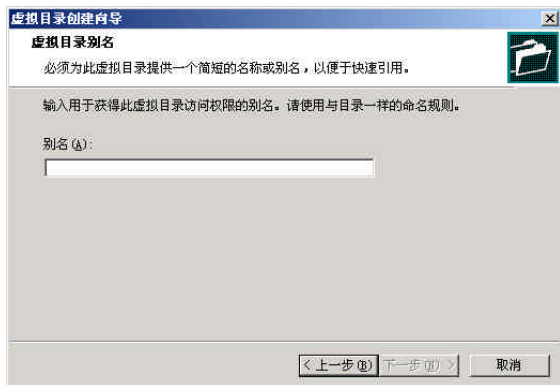 虚拟目录创建向导
虚拟目录别名
必须为此虚拟目录提供一个简短的名称或别名，以便于快速引用。
输入用于获得此虚拟目录访问权限的别名。请使用与目录一样的命名规则。
别名(A):
< 上一步(B) 下一步(N) > 取消